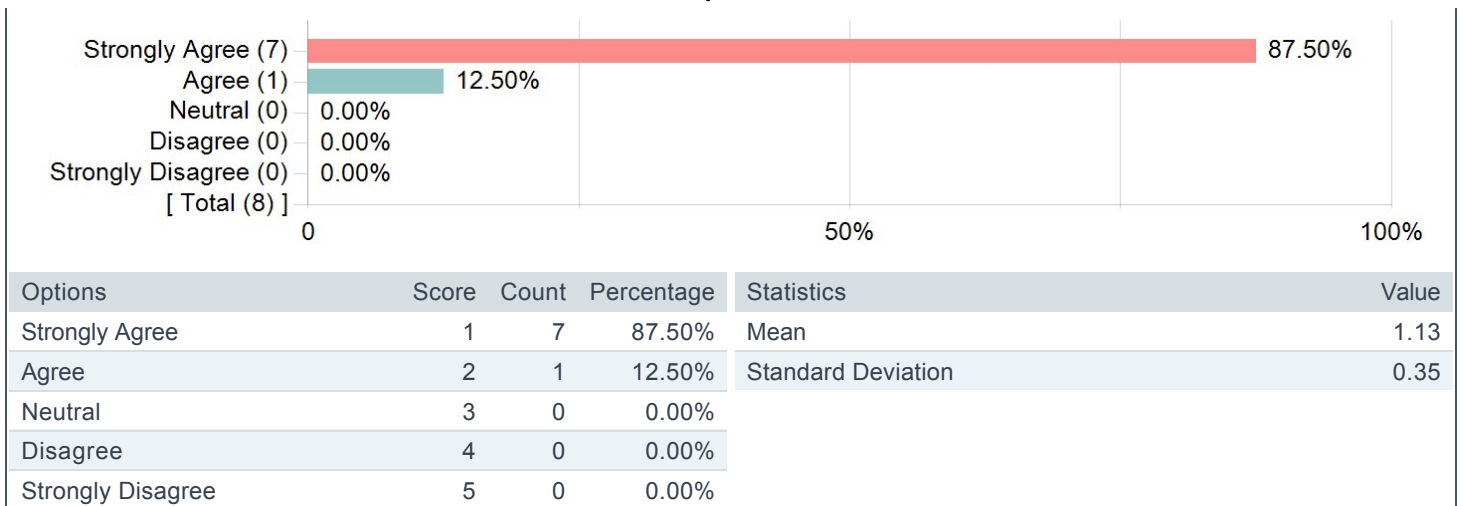 Strongly Agree (7) 87.50%
Agree (1) 12.50%
Neutral (0) 0.00%
Disagree (0) 0.00%
Strongly Disagree (0) 0.00%
[ Total (8) ]
0 50% 100%
Options Score Count Percentage
Strongly Agree 1 7 87.50%
Agree 2 1 12.50%
Neutral 3 0 0.00%
Disagree 4 0 0.00%
Strongly Disagree 5 0 0.00%
Statistics Value
Mean 1.13
Standard Deviation 0.35